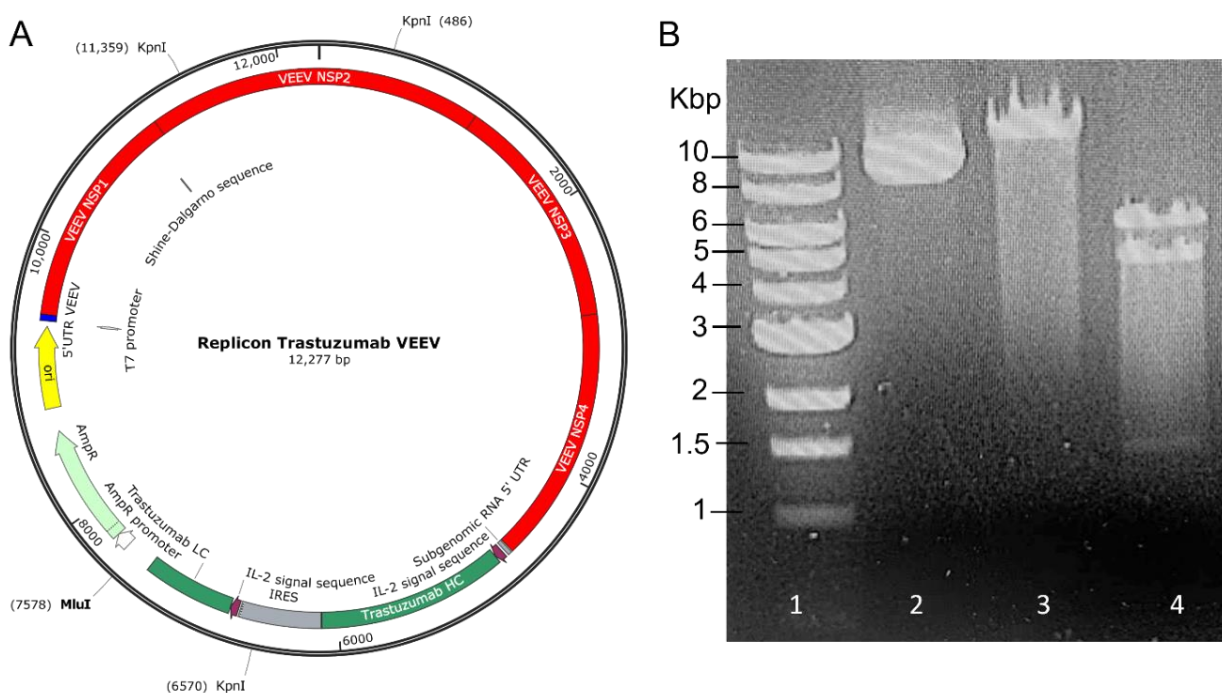 A
(11,359) KpnI
KpnI (486)
12,000
VEEV NSP2
VEEV NSP1
Shine-Dalgarno sequence
2000
VEEV NSP3
10,000
5'UTR VEEV
T7 promoter
ori
Replicon Trastuzumab VEEV
12,277 bp
VEEV NSP4
4000
AmpR
AmpR promoter
8000
Trastuzumab LC
Subgenomic RNA 5' UTR
IL-2 signal sequence
IL-2 signal sequence
IRES
Trastuzumab HC
(7578) MluI
6000
(6570) KpnI
B
Kbp
10
8
6
5
4
3
2
1.5
1
1 2 3 4